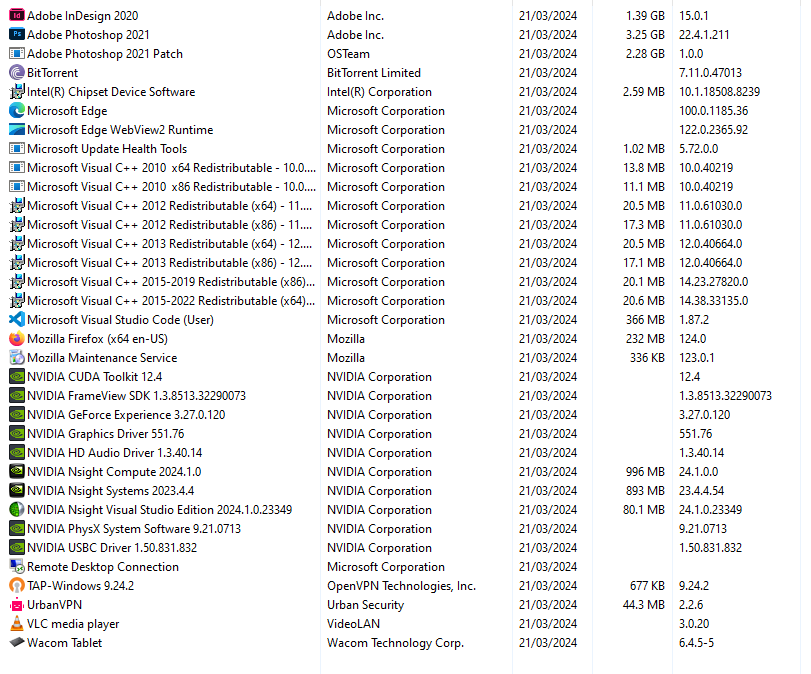 Adobe InDesign 2020 Adobe Inc. 21/03/2024 1.39 GB 15.0.1
Adobe Photoshop 2021 Adobe Inc. 21/03/2024 3.25 GB 22.4.1.211
Adobe Photoshop 2021 Patch OSTeam 21/03/2024 2.28 GB 1.0.0
BitTorrent BitTorrent Limited 21/03/2024 7.11.0.47013
Intel(R) Chipset Device Software Intel(R) Corporation 21/03/2024 2.59 MB 10.1.18508.8239
Microsoft Edge Microsoft Corporation 21/03/2024 100.0.1185.36
Microsoft Edge WebView2 Runtime Microsoft Corporation 21/03/2024 122.0.2365.92
Microsoft Update Health Tools Microsoft Corporation 21/03/2024 1.02 MB 5.72.0.0
Microsoft Visual C++ 2010  x64 Redistributable - 10.0.... Microsoft Corporation 21/03/2024 13.8 MB 10.0.40219
Microsoft Visual C++ 2010  x86 Redistributable - 10.0.... Microsoft Corporation 21/03/2024 11.1 MB 10.0.40219
Microsoft Visual C++ 2012 Redistributable (x64) - 11.... Microsoft Corporation 21/03/2024 20.5 MB 11.0.61030.0
Microsoft Visual C++ 2012 Redistributable (x86) - 11.... Microsoft Corporation 21/03/2024 17.3 MB 11.0.61030.0
Microsoft Visual C++ 2013 Redistributable (x64) - 12.... Microsoft Corporation 21/03/2024 20.5 MB 12.0.40664.0
Microsoft Visual C++ 2013 Redistributable (x86) - 12.... Microsoft Corporation 21/03/2024 17.1 MB 12.0.40664.0
Microsoft Visual C++ 2015-2019 Redistributable (x86)... Microsoft Corporation 21/03/2024 20.1 MB 14.23.27820.0
Microsoft Visual C++ 2015-2022 Redistributable (x64)... Microsoft Corporation 21/03/2024 20.6 MB 14.38.33135.0
Microsoft Visual Studio Code (User) Microsoft Corporation 21/03/2024 366 MB 1.87.2
Mozilla Firefox (x64 en-US) Mozilla 21/03/2024 232 MB 124.0
Mozilla Maintenance Service Mozilla 21/03/2024 336 KB 123.0.1
NVIDIA CUDA Toolkit 12.4 NVIDIA Corporation 21/03/2024 12.4
NVIDIA FrameView SDK 1.3.8513.32290073 NVIDIA Corporation 21/03/2024 1.3.8513.32290073
NVIDIA GeForce Experience 3.27.0.120 NVIDIA Corporation 21/03/2024 3.27.0.120
NVIDIA Graphics Driver 551.76 NVIDIA Corporation 21/03/2024 551.76
NVIDIA HD Audio Driver 1.3.40.14 NVIDIA Corporation 21/03/2024 1.3.40.14
NVIDIA Nsight Compute 2024.1.0 NVIDIA Corporation 21/03/2024 996 MB 24.1.0.0
NVIDIA Nsight Systems 2023.4.4 NVIDIA Corporation 21/03/2024 893 MB 23.4.4.54
NVIDIA Nsight Visual Studio Edition 2024.1.0.23349 NVIDIA Corporation 21/03/2024 80.1 MB 24.1.0.23349
NVIDIA PhysX System Software 9.21.0713 NVIDIA Corporation 21/03/2024 9.21.0713
NVIDIA USBC Driver 1.50.831.832 NVIDIA Corporation 21/03/2024 1.50.831.832
Remote Desktop Connection Microsoft Corporation 21/03/2024
TAP-Windows 9.24.2 OpenVPN Technologies, Inc. 21/03/2024 677 KB 9.24.2
UrbanVPN Urban Security 21/03/2024 44.3 MB 2.2.6
VLC media player VideoLAN 21/03/2024 3.0.20
Wacom Tablet Wacom Technology Corp. 21/03/2024 6.4.5-5